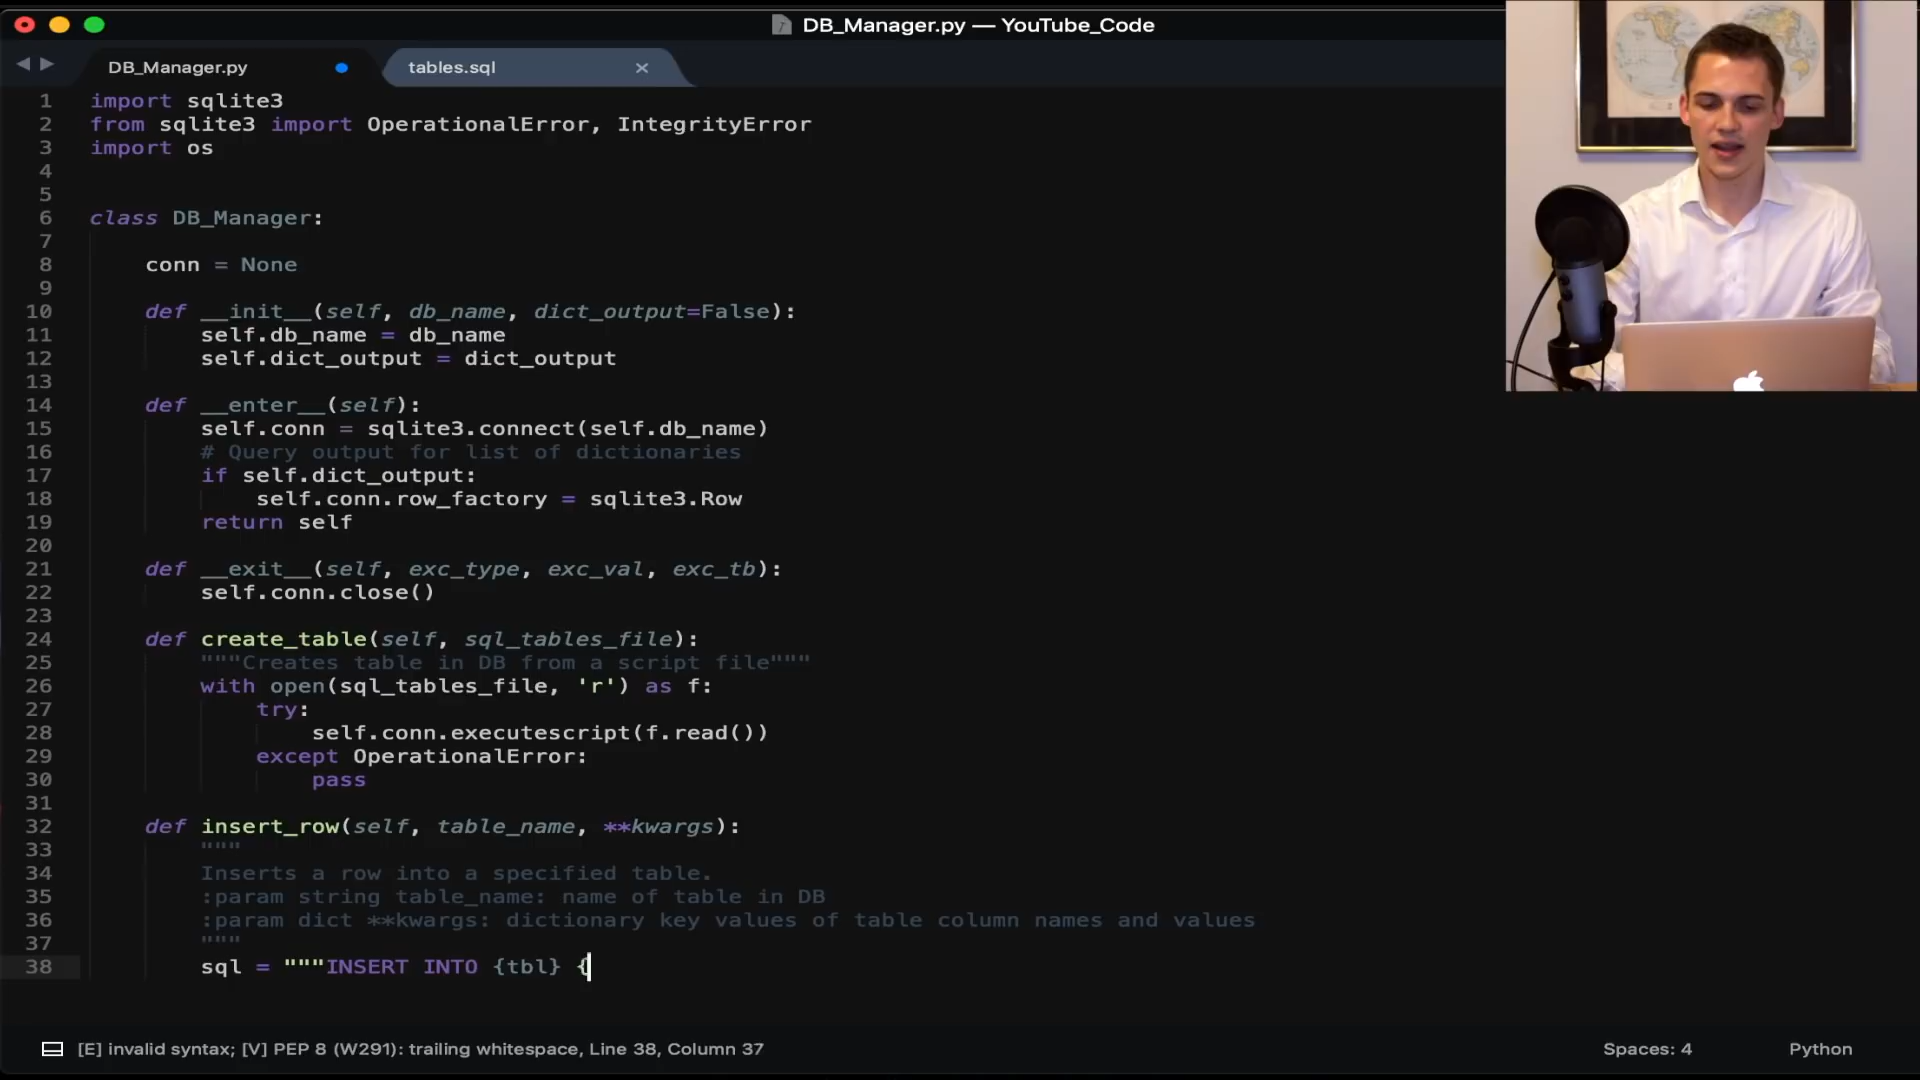 DB_Manager.py — YouTube_Code
DB_Manager.py
tables.sql
1 import sqlite3
2 from sqlite3 import OperationalError, IntegrityError
3 import os
4
5
6 class DB_Manager:
7
8 conn = None
9
10 def __init__(self, db_name, dict_output=False):
11 self.db_name = db_name
12 self.dict_output = dict_output
13
14 def __enter__(self):
15 self.conn = sqlite3.connect(self.db_name)
16 # Query output for list of dictionaries
17 if self.dict_output:
18 self.conn.row_factory = sqlite3.Row
19 return self
20
21 def __exit__(self, exc_type, exc_val, exc_tb):
22 self.conn.close()
23
24 def create_table(self, sql_tables_file):
25 """Creates table in DB from a script file"""
26 with open(sql_tables_file, 'r') as f:
27 try:
28 self.conn.executescript(f.read())
29 except OperationalError:
30 pass
31
32 def insert_row(self, table_name, **kwargs):
33 """
34 Inserts a row into a specified table.
35 :param string table_name: name of table in DB
36 :param dict **kwargs: dictionary key values of table column names and values
37 """
38 sql = """INSERT INTO {tbl} {
[E] invalid syntax; [V] PEP 8 (W291): trailing whitespace, Line 38, Column 37
Spaces: 4
Python